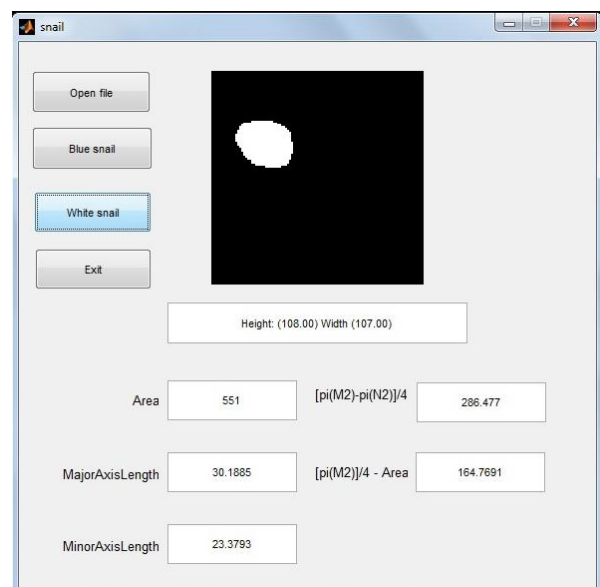 snail
Open file
Blue snail
White snail
Exit
Height: (108.00) Width (107.00)
Area 551 [pi(M2)-pi(N2)]/4 286.477
MajorAxisLength 30.1885 [pi(M2)]/4 - Area 164.7691
MinorAxisLength 23.3793